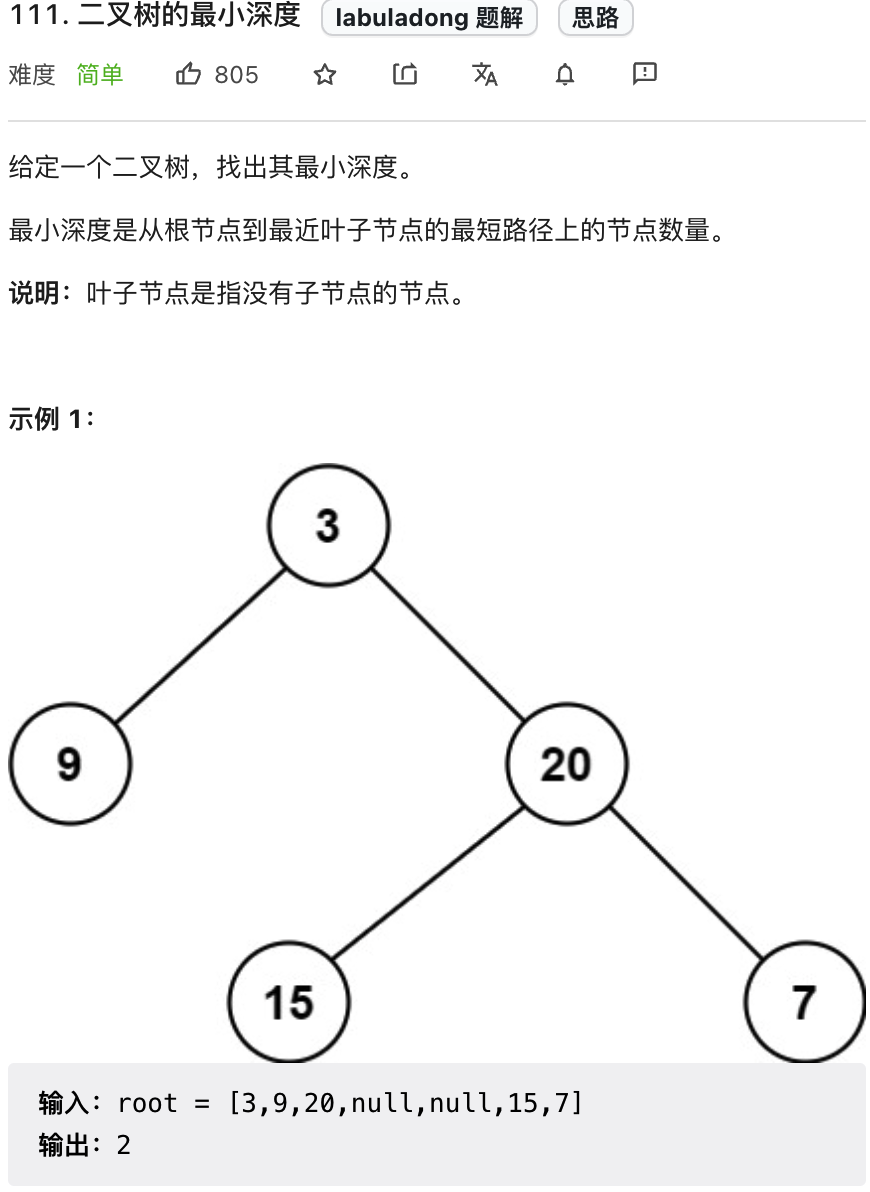 111. 二叉树的最小深度 labuladong 题解 思路
难度 简单 805
给定一个二叉树，找出其最小深度。
最小深度是从根节点到最近叶子节点的最短路径上的节点数量。
说明：叶子节点是指没有子节点的节点。
示例 1：
3
9 20
15 7
输入：root = [3,9,20,null,null,15,7]
输出：2